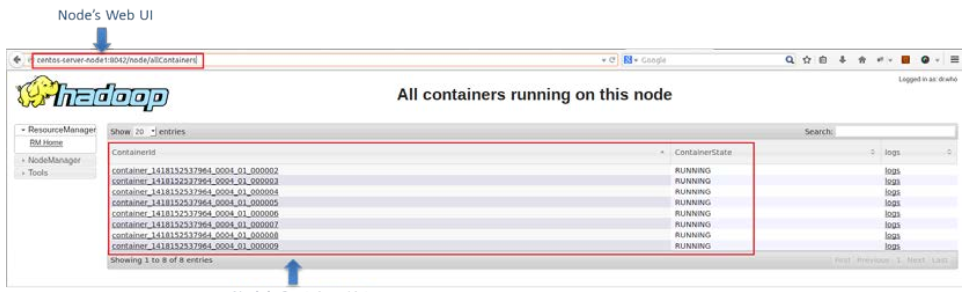 Node's Web UI
centos-server-node1:8042/node/allContainers
Google
hadoop
All containers running on this node
Logged in as: dr.who
ResourceManager
RM Home
NodeManager
Tools
Show 20 entries
Search:
ContainerId ContainerState logs
container_1418152537964_0004_01_000002 RUNNING logs
container_1418152537964_0004_01_000003 RUNNING logs
container_1418152537964_0004_01_000004 RUNNING logs
container_1418152537964_0004_01_000005 RUNNING logs
container_1418152537964_0004_01_000006 RUNNING logs
container_1418152537964_0004_01_000007 RUNNING logs
container_1418152537964_0004_01_000008 RUNNING logs
container_1418152537964_0004_01_000009 RUNNING logs
Showing 1 to 8 of 8 entries
First Previous 1 Next Last